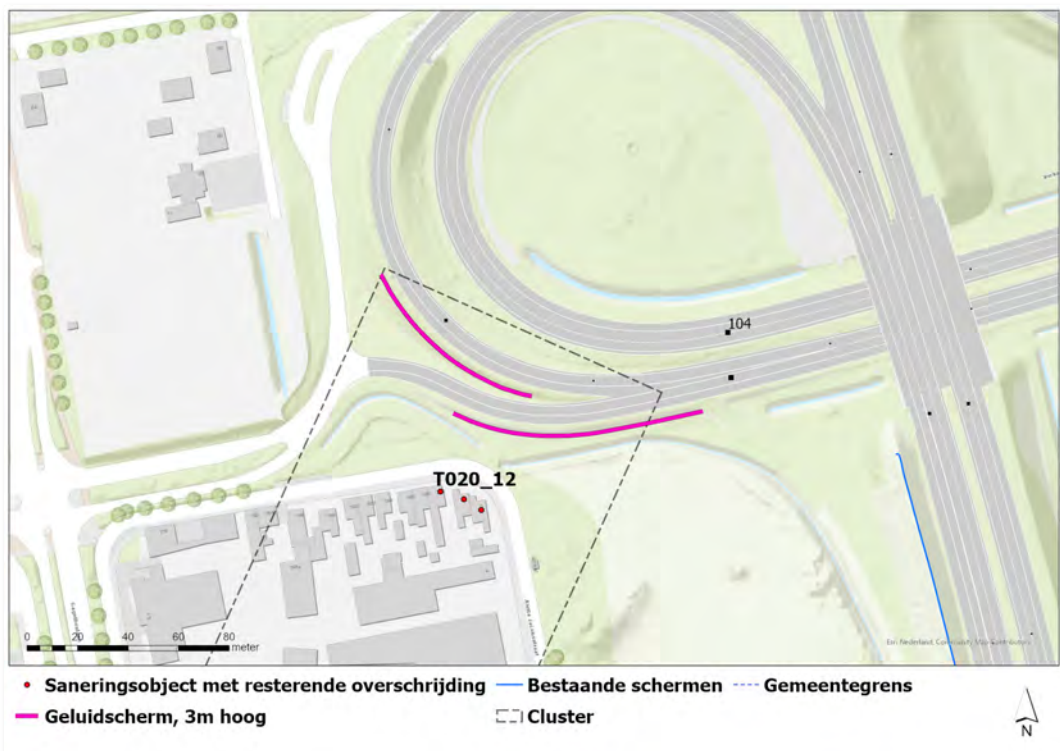 104
T020_12
0 20 40 60 80
meter
Esri Nederland, Community Map Contributors
Saneringsobject met resterende overschrijding
Bestaande schermen
Gemeentegrens
Geluidscherm, 3m hoog
Cluster
N